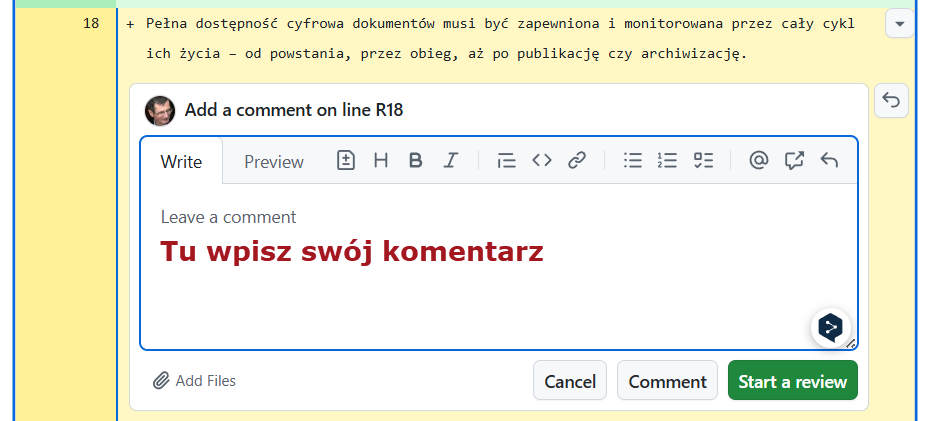 18 + Pełna dostępność cyfrowa dokumentów musi być zapewniona i monitorowana przez cały cykl
ich życia – od powstania, przez obieg, aż po publikację czy archiwizację.
Add a comment on line R18
Write Preview
Leave a comment
Tu wpisz swój komentarz
Add Files Cancel Comment Start a review